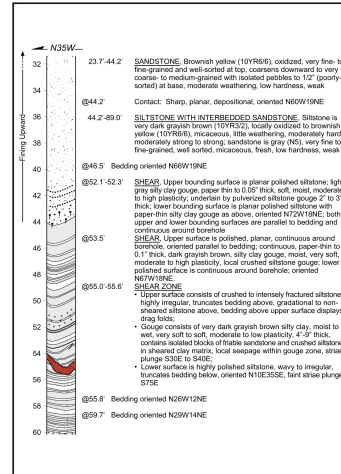 N35W
Fining Upward
32
34
36
38
40
42
44
46
48
50
52
54
56
58
60
23.7'-44.2' SANDSTONE, Brownish yellow (10YR6/6), oxidized, very fine- to
fine-grained and well-sorted at top, coarsens downward to very
coarse- to medium-grained with isolated pebbles to 1/2" (poorly-
sorted) at base, moderate weathering, low hardness, weak
@44.2' Contact: Sharp, planar, depositional, oriented N60W19NE
44.2'-89.0' SILTSTONE WITH INTERBEDDED SANDSTONE, Siltstone is
very dark grayish brown (10YR3/2), locally oxidized to brownish
yellow (10YR6/6), micaceous, little weathering, moderately hard,
moderately strong to strong; sandstone is gray (N5), very fine to
fine-grained, well sorted, micaceous, fresh, low hardness, weak
@46.5' Bedding oriented N66W19NE
@52.1'-52.3' SHEAR, Upper bounding surface is planar polished siltstone; light
gray silty clay gouge, paper thin to 0.05" thick, soft, moist, moderate
to high plasticity; underlain by pulverized siltstone gouge 2" to 3"
thick; lower bounding surface is planar polished siltstone with
paper-thin silty clay gouge as above, oriented N72W18NE; both
upper and lower bounding surfaces are parallel to bedding and
continuous around borehole
@53.5' SHEAR, Upper surface is polished, planar, continuous around
borehole, oriented parallel to bedding; continuous, paper-thin to
0.1" thick, dark grayish brown, silty clay gouge, moist, very soft,
moderate to high plasticity, local crushed siltstone gouge; lower
polished surface is continuous around borehole; oriented
N67W18NE.
@55.0'-55.6' SHEAR ZONE
• Upper surface consists of crushed to intensely fractured siltstone,
highly irregular, truncates bedding above, gradational to non-
sheared siltstone above, bedding above upper surface displays
drag folds;
• Gouge consists of very dark grayish brown silty clay, moist to
wet, very soft to soft, moderate to low plasticity, 4"-9" thick,
contains isolated blocks of friable sandstone and crushed siltstone
in sheared clay matrix, local seepage within gouge zone, striae
plunge S30E to S40E;
• Lower surface is highly polished siltstone, wavy to irregular,
truncates bedding below, oriented N10E35SE, faint striae plunge
S75E
@55.8' Bedding oriented N26W12NE
@59.7' Bedding oriented N29W14NE